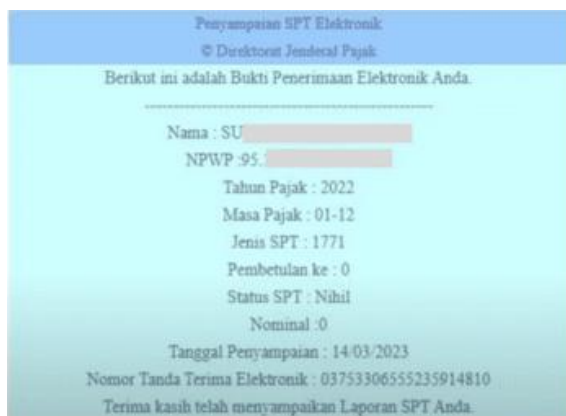 Penyampaian SPT Elektronik
© Direktorat Jenderal Pajak
Berikut ini adalah Bukti Penerimaan Elektronik Anda.
------------------------------------------------
Nama : SU
NPWP :95.
Tahun Pajak : 2022
Masa Pajak : 01-12
Jenis SPT : 1771
Pembetulan ke : 0
Status SPT : Nihil
Nominal :0
Tanggal Penyampaian : 14/03/2023
Nomor Tanda Terima Elektronik : 03753306555235914810
Terima kasih telah menyampaikan Laporan SPT Anda.